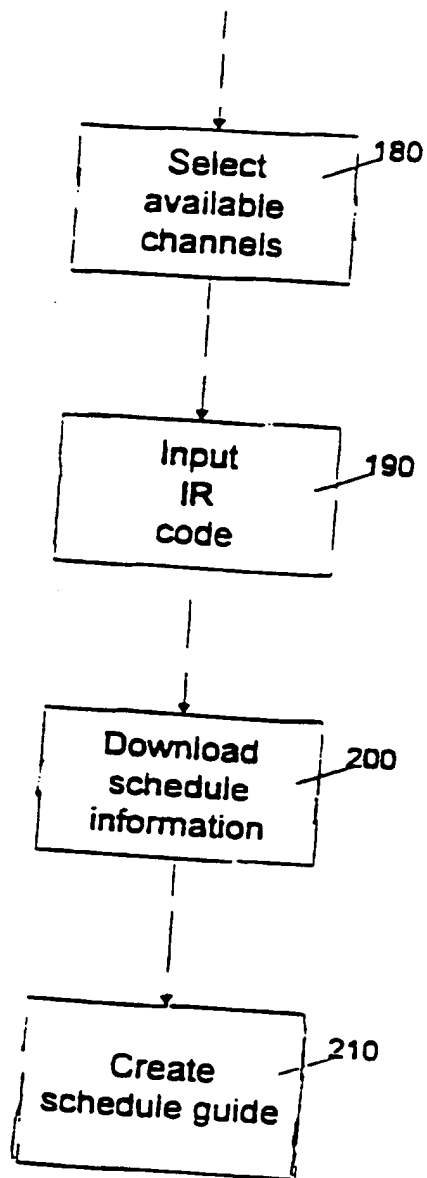 Select
available
channels
180
Input
IR
code
190
Download
schedule
information
200
Create
schedule guide
210